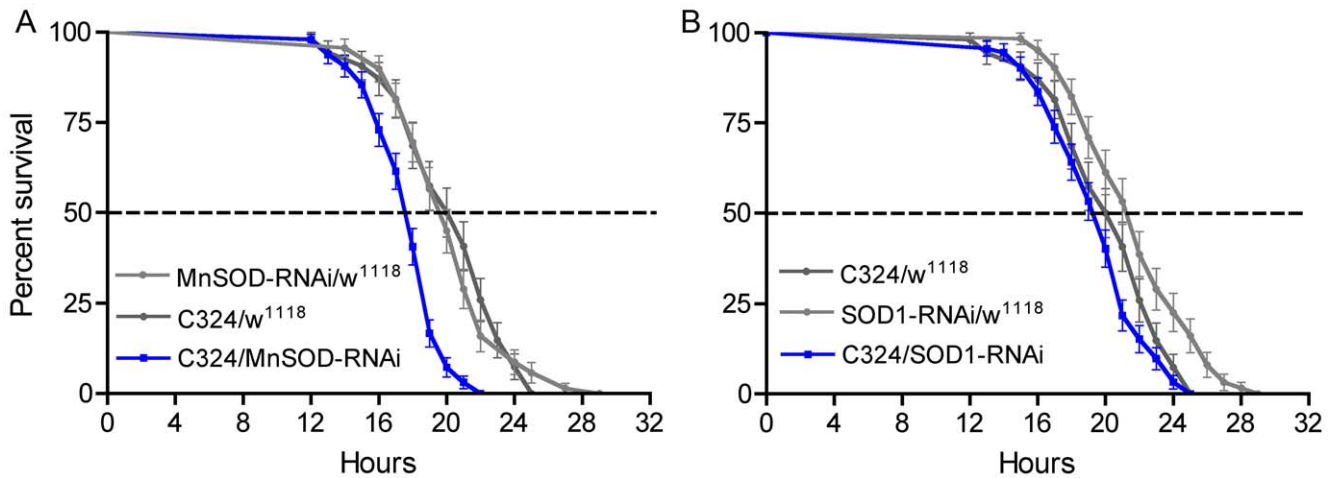 A
Percent survival
100
75
50
25
0
MnSOD-RNAi/w1118
C324/w1118
C324/MnSOD-RNAi
0 4 8 12 16 20 24 28 32
Hours
B
100
75
50
25
0
C324/w1118
SOD1-RNAi/w1118
C324/SOD1-RNAi
0 4 8 12 16 20 24 28 32
Hours